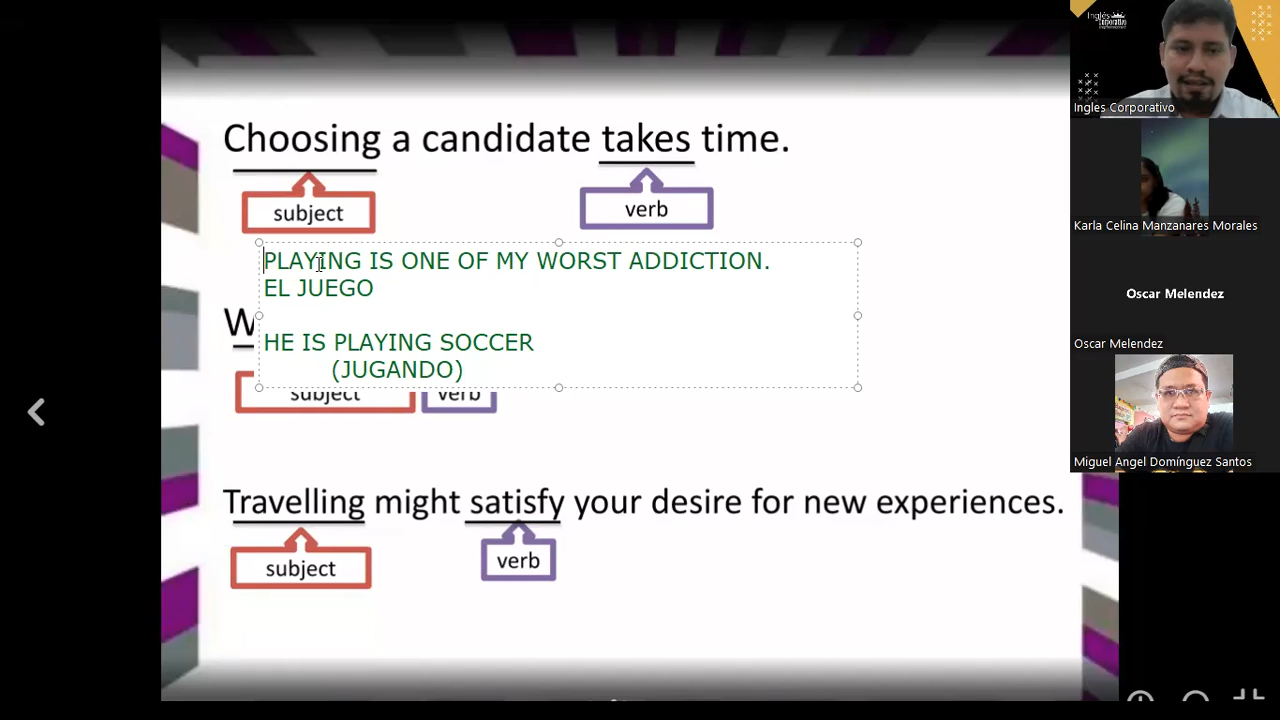 Choosing a candidate takes time.
subject
verb
PLAYING IS ONE OF MY WORST ADDICTION.
EL JUEGO
HE IS PLAYING SOCCER
(JUGANDO)
W
subject
verb
Travelling might satisfy your desire for new experiences.
subject
verb
Inglés
Corporativo
Ingles Corporativo
Karla Celina Manzanares Morales
Oscar Melendez
Oscar Melendez
Miguel Angel Domínguez Santos